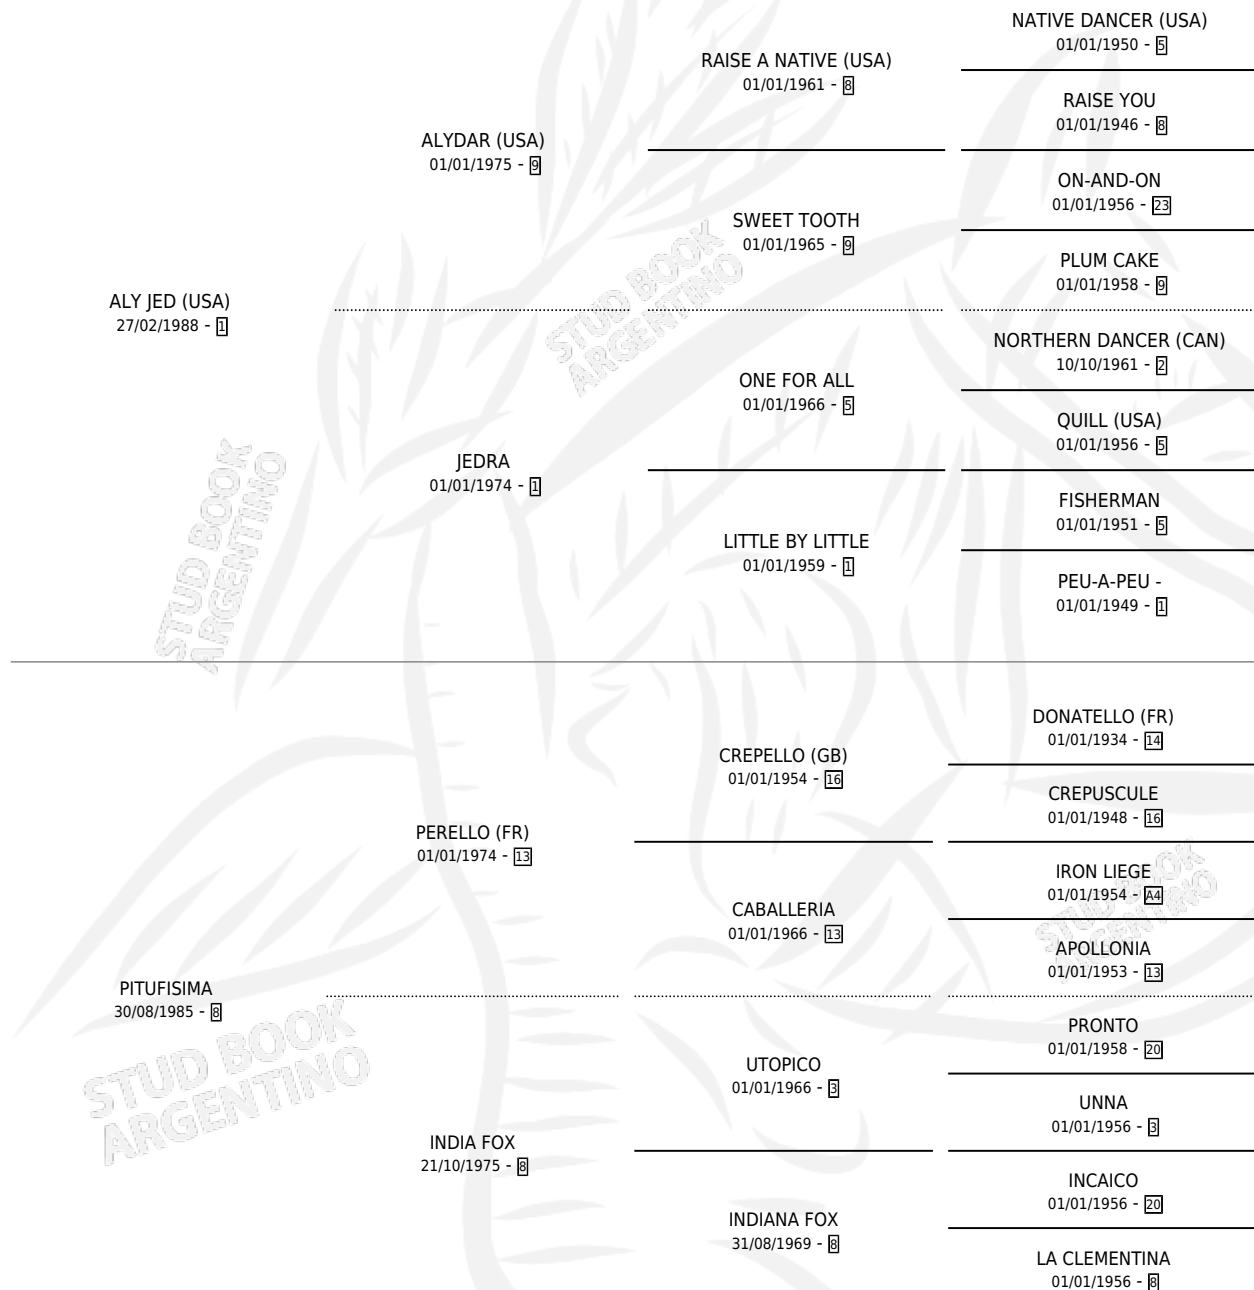 NATIVE DANCER (USA)
01/01/1950 - 5
RAISE A NATIVE (USA)
01/01/1961 - 8
RAISE YOU
01/01/1946 - 8
ALYDAR (USA)
01/01/1975 - 9
ON-AND-ON
01/01/1956 - 23
SWEET TOOTH
01/01/1965 - 9
PLUM CAKE
01/01/1958 - 9
ALY JED (USA)
27/02/1988 - 1
NORTHERN DANCER (CAN)
10/10/1961 - 2
ONE FOR ALL
01/01/1966 - 5
QUILL (USA)
01/01/1956 - 5
JEDRA
01/01/1974 - 1
FISHERMAN
01/01/1951 - 5
LITTLE BY LITTLE
01/01/1959 - 1
PEU-A-PEU -
01/01/1949 - 1
DONATELLO (FR)
01/01/1934 - 14
CREPELLO (GB)
01/01/1954 - 16
CREPUSCULE
01/01/1948 - 16
PERELLO (FR)
01/01/1974 - 13
IRON LIEGE
01/01/1954 - A4
CABALLERIA
01/01/1966 - 13
APOLLONIA
01/01/1953 - 13
PITUFISIMA
30/08/1985 - 8
PRONTO
01/01/1958 - 20
UTOPICO
01/01/1966 - 3
UNNA
01/01/1956 - 3
INDIA FOX
21/10/1975 - 8
INCAICO
01/01/1956 - 20
INDIANA FOX
31/08/1969 - 8
LA CLEMENTINA
01/01/1956 - 8
STUD BOOK
ARGENTINO
STUD BOOK
ARGENTINO
STUD BOOK
ARGENTINO
STUD BOOK
ARGENTINO